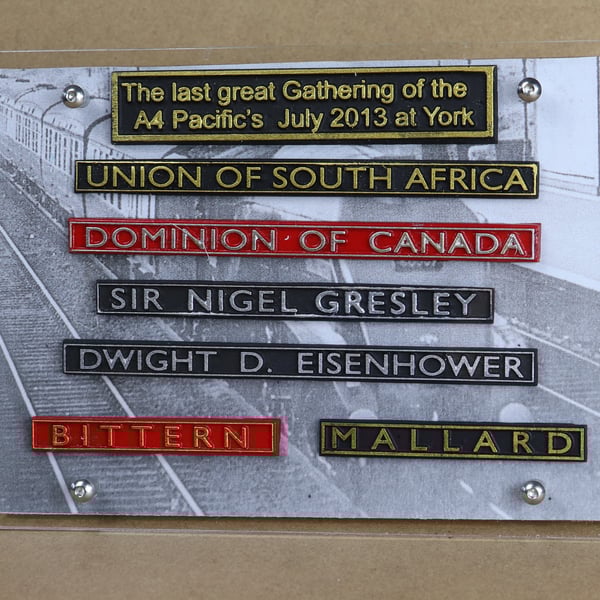 The last great Gathering of the
A4 Pacific's July 2013 at York
UNION OF SOUTH AFRICA
DOMINION OF CANADA
SIR NIGEL GRESLEY
DWIGHT D. EISENHOWER
BITTERN
MALLARD